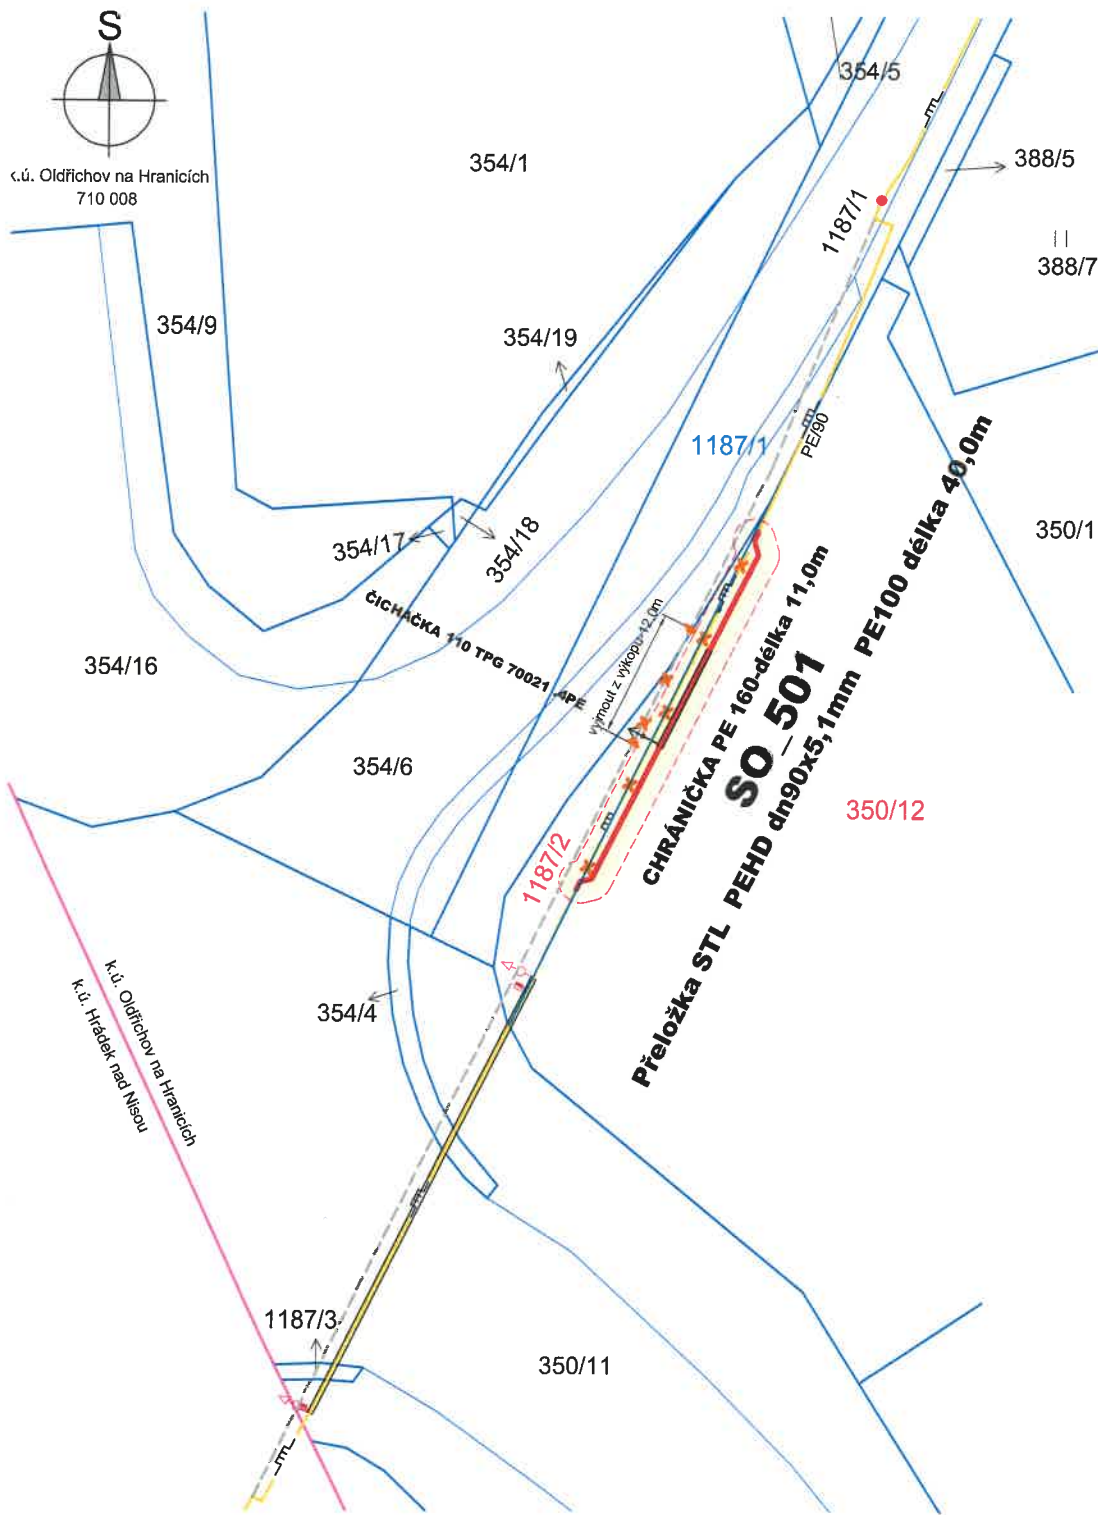 S
k.ú. Oldřichov na Hranicích
710 008
354/5
354/1
388/5
1187/1
388/7
354/9
354/19
PE/90
1187/1
350/1
354/17
354/18
ČICHAČKA 110 TPG 70021 .4PE
vyjmout z výkopu-12,0m
CHRÁNIČKA PE 160-délka 11,0m
SO_501
Přeložka STL PEHD dn90x5,1mm PE100 délka 40,0m
354/16
354/6
350/12
1187/2
354/4
k.ú. Oldřichov na Hranicích
k.ú. Hrádek nad Nisou
1187/3
350/11